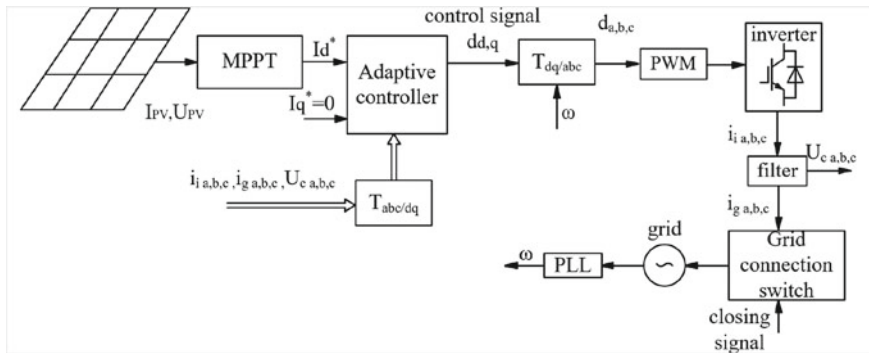 control signal
MPPT
Id*
Adaptive
controller
dd,q
Tdq/abc
da,b,c
PWM
inverter
IPV,UPV
Iq*=0
ω
ii a,b,c
Uc a,b,c
filter
ii a,b,c ,ig a,b,c ,Uc a,b,c
Tabc/dq
ig a,b,c
grid
Grid
connection
switch
ω
PLL
closing
signal